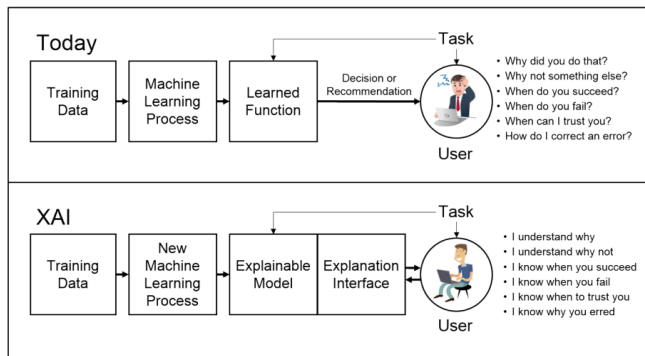 Today
Task
Training
Data
Machine
Learning
Process
Learned
Function
Decision or
Recommendation
User
• Why did you do that?
• Why not something else?
• When do you succeed?
• When do you fail?
• When can I trust you?
• How do I correct an error?
XAI
Task
Training
Data
New
Machine
Learning
Process
Explainable
Model
Explanation
Interface
User
• I understand why
• I understand why not
• I know when you succeed
• I know when you fail
• I know when to trust you
• I know why you erred